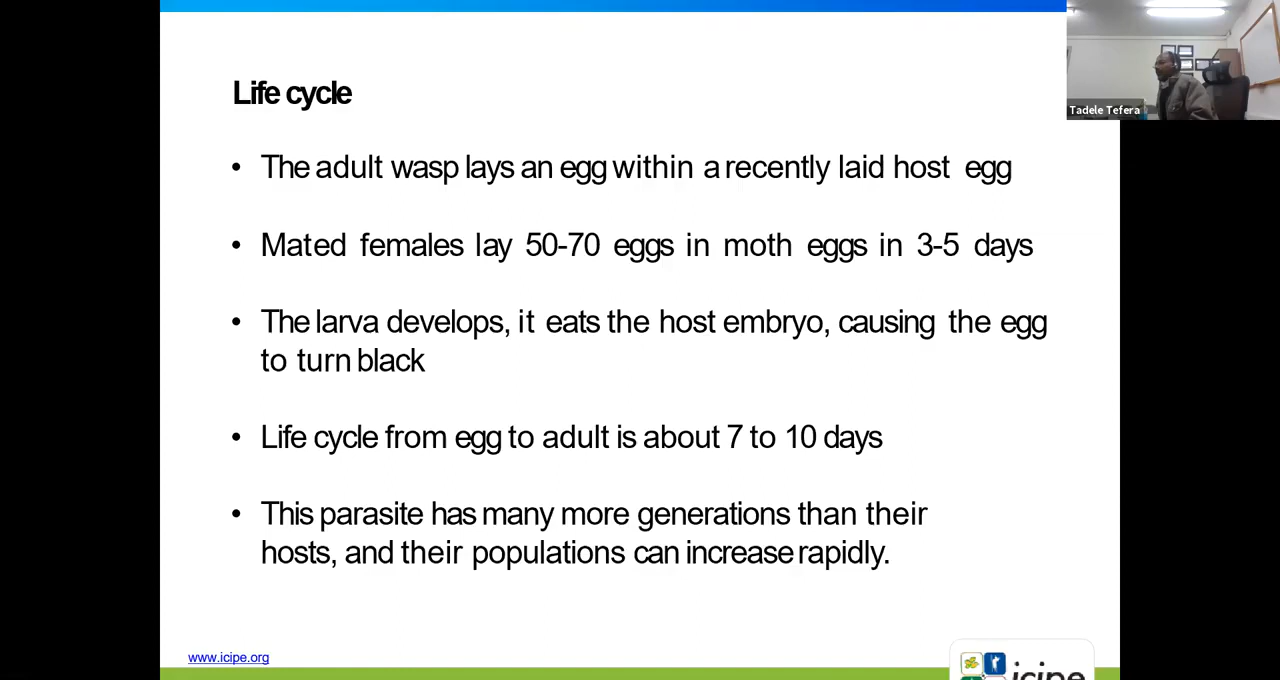 Life cycle
Tadele Tefera
• The adult wasp lays an egg within a recently laid host egg
• Mated females lay 50-70 eggs in moth eggs in 3-5 days
• The larva develops, it eats the host embryo, causing the egg
to turn black
• Life cycle from egg to adult is about 7 to 10 days
• This parasite has many more generations than their
hosts, and their populations can increase rapidly.
www.icipe.org
icipe